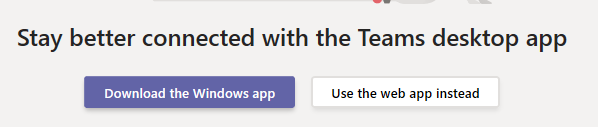 Stay better connected with the Teams desktop app
Download the Windows app
Use the web app instead